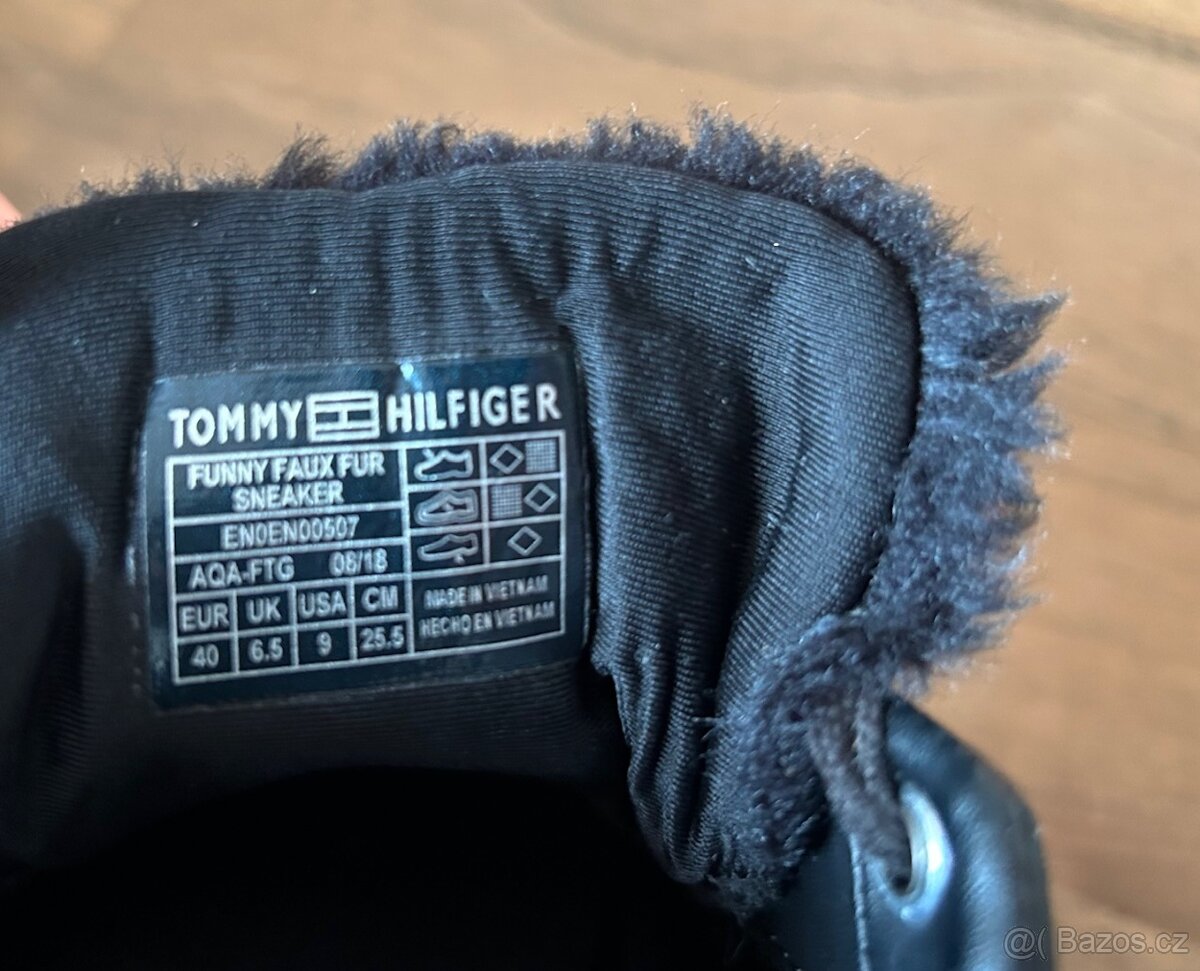 TOMMY HILFIGER
FUNNY FAUX FUR
SNEAKER
EN0EN00507
AQA-FTG 08/18
EUR UK USA CM
40 6.5 9 25.5
MADE IN VIETNAM
HECHO EN VIETNAM
@( Bazos.cz